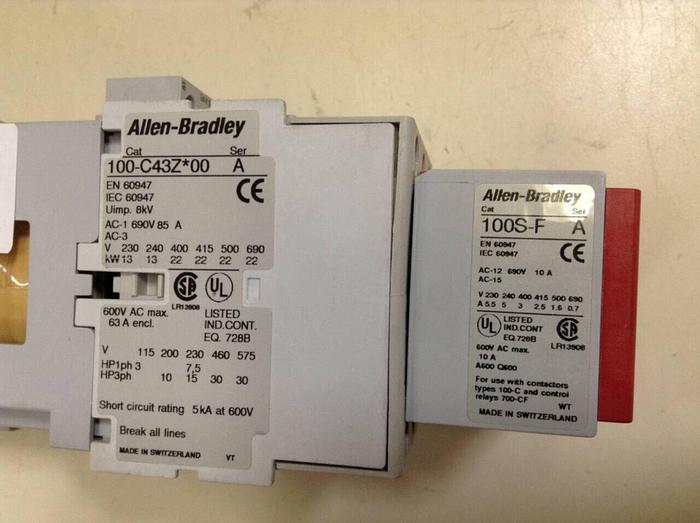 Allen-Bradley
Cat Ser
100-C43Z*00 A
EN 60947
IEC 60947
Uimp. 8kV
CE
AC-1 690V 85 A
AC-3
V 230 240 400 415 500 690
kW 13 13 22 22 22 22
SA
LR13908
UL
600V AC max.
63 A encl.
LISTED
IND.CONT.
EQ. 728B
V 115 200 230 460 575
HP1ph 3 7,5
HP3ph 10 15 30 30
Short circuit rating 5kA at 600V
Break all lines
MADE IN SWITZERLAND VT
Allen-Bradley
Cat Ser
100S-F A
EN 60947
IEC 60947
CE
AC-12 690V 10 A
AC-15
V 230 240 400 415 500 690
A 5.5 5 3 2.5 1.6 0.7
UL
LISTED
IND.CONT
EQ.728B
SA
LR13908
600V AC max.
10 A
A600 Q600
For use with contactors
types 100-C and control
relays 700-CF
WT
MADE IN SWITZERLAND